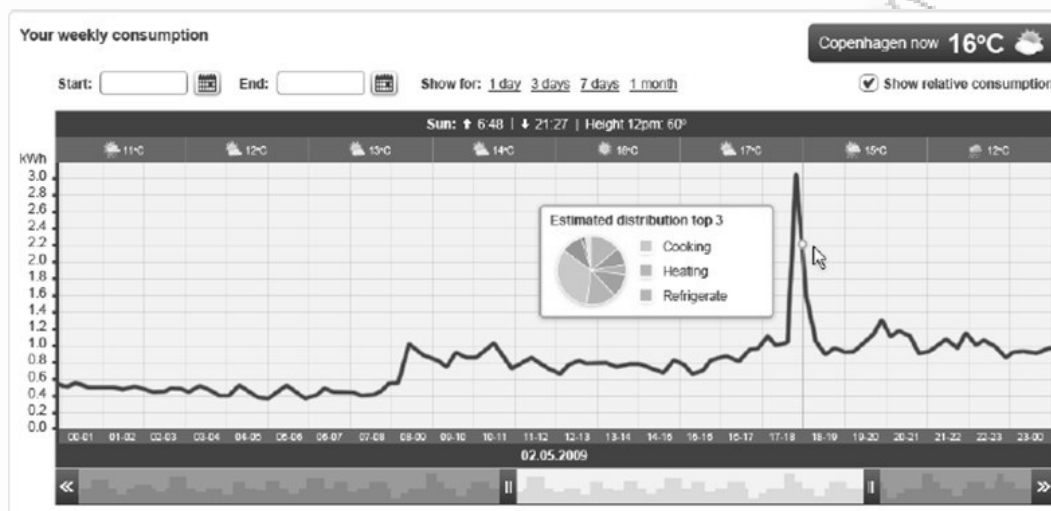 Your weekly consumption
Copenhagen now 16°C
Start: End: Show for: 1 day 3 days 7 days 1 month Show relative consumption
Sun: ↑ 6:48 | ↓ 21:27 | Height 12pm: 60°
11°C 12°C 13°C 14°C 16°C 17°C 15°C 12°C
kWh
3.0
2.8
2.6
2.4
2.2
2.0
1.8
1.6
1.4
1.2
1.0
0.8
0.6
0.4
0.2
0.0
Estimated distribution top 3
Cooking
Heating
Refrigerate
00-01 01-02 02-03 03-04 04-05 05-06 06-07 07-08 08-09 09-10 10-11 11-12 12-13 13-14 14-15 15-16 16-17 17-18 18-19 19-20 20-21 21-22 22-23 23-00
02.05.2009